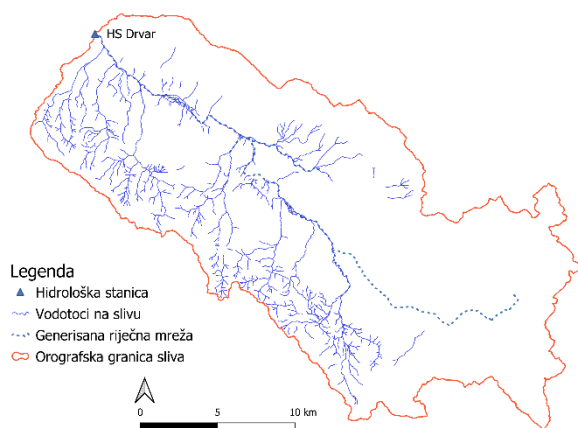 HS Drvar
Legenda
Hidrološka stanica
Vodotoci na slivu
Generisana riječna mreža
Orografska granica sliva
0 5 10 km